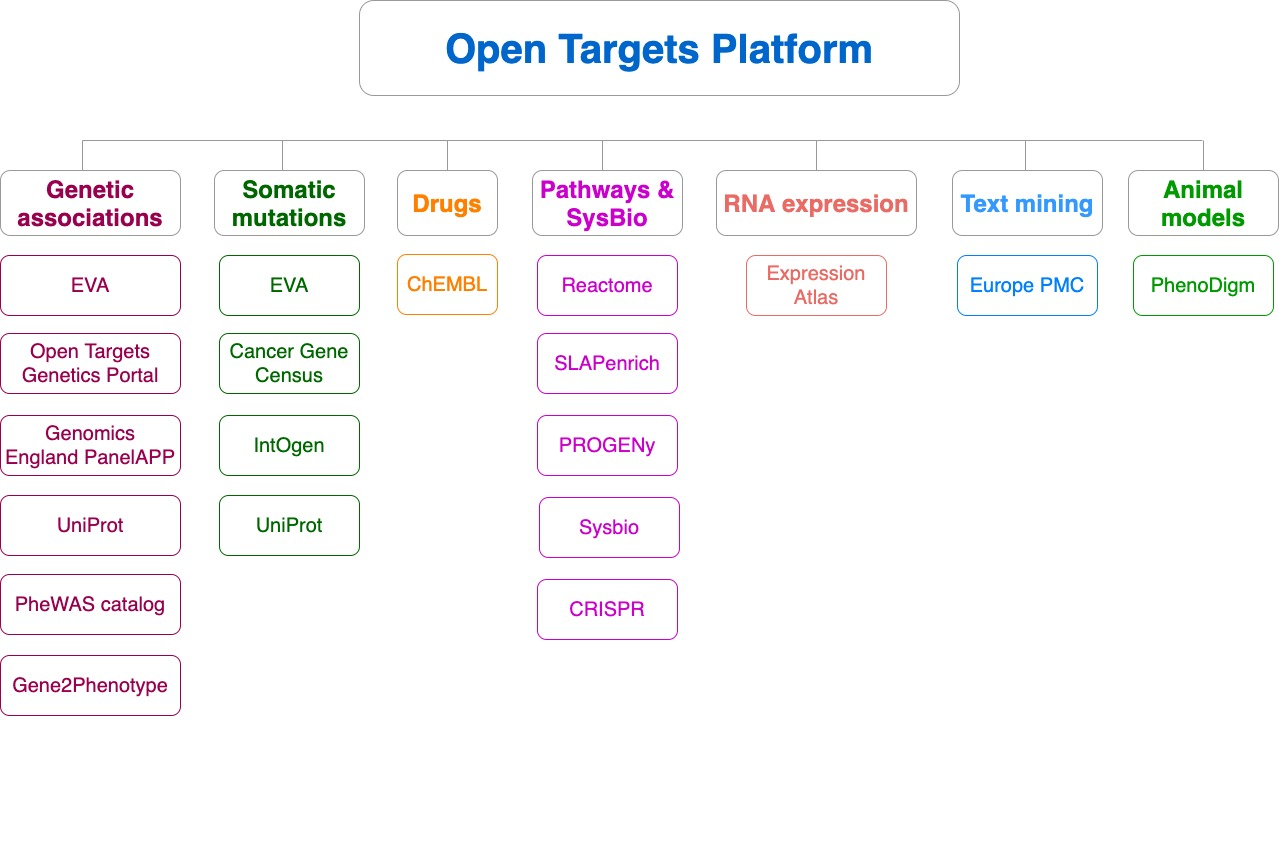 Open Targets Platform
Genetic
associations
Somatic
mutations
Drugs
Pathways &
SysBio
RNA expression
Text mining
Animal
models
EVA
EVA
ChEMBL
Reactome
Expression
Atlas
Europe PMC
PhenoDigm
Open Targets
Genetics Portal
Cancer Gene
Census
SLAPenrich
Genomics
England PanelAPP
IntOgen
PROGENy
UniProt
UniProt
Sysbio
PheWAS catalog
CRISPR
Gene2Phenotype